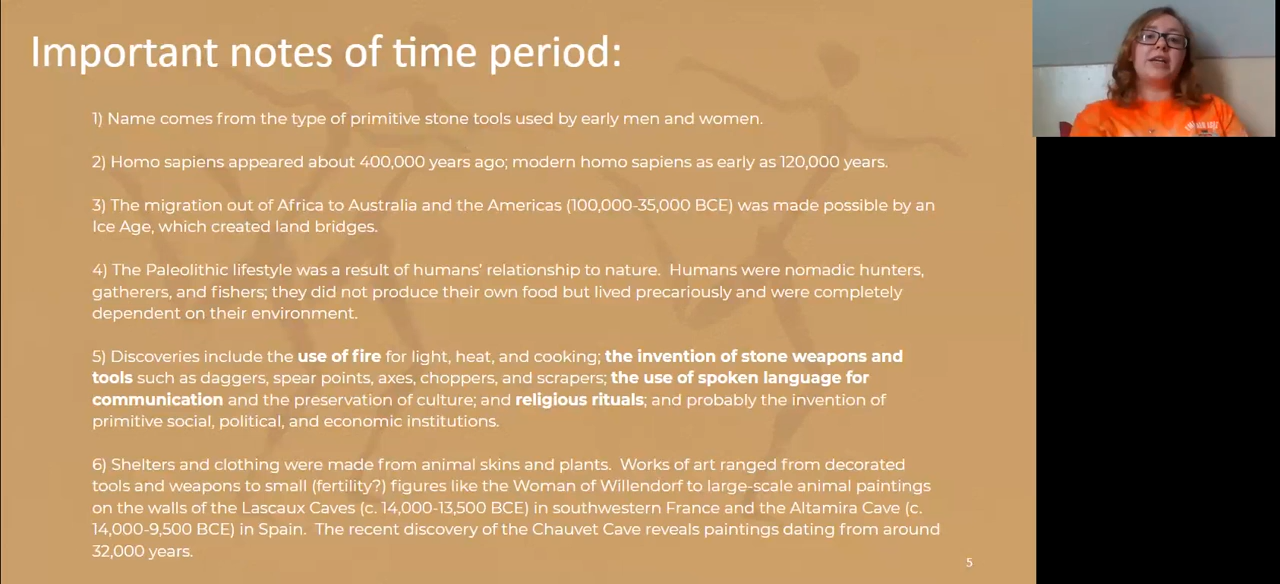 Important notes of time period:
1) Name comes from the type of primitive stone tools used by early men and women.
2) Homo sapiens appeared about 400,000 years ago; modern homo sapiens as early as 120,000 years.
3) The migration out of Africa to Australia and the Americas (100,000-35,000 BCE) was made possible by an
Ice Age, which created land bridges.
4) The Paleolithic lifestyle was a result of humans' relationship to nature.  Humans were nomadic hunters,
gatherers, and fishers; they did not produce their own food but lived precariously and were completely
dependent on their environment.
5) Discoveries include the use of fire for light, heat, and cooking; the invention of stone weapons and
tools such as daggers, spear points, axes, choppers, and scrapers; the use of spoken language for
communication and the preservation of culture; and religious rituals; and probably the invention of
primitive social, political, and economic institutions.
6) Shelters and clothing were made from animal skins and plants.  Works of art ranged from decorated
tools and weapons to small (fertility?) figures like the Woman of Willendorf to large-scale animal paintings
on the walls of the Lascaux Caves (c. 14,000-13,500 BCE) in southwestern France and the Altamira Cave (c.
14,000-9,500 BCE) in Spain.  The recent discovery of the Chauvet Cave reveals paintings dating from around
32,000 years.
5